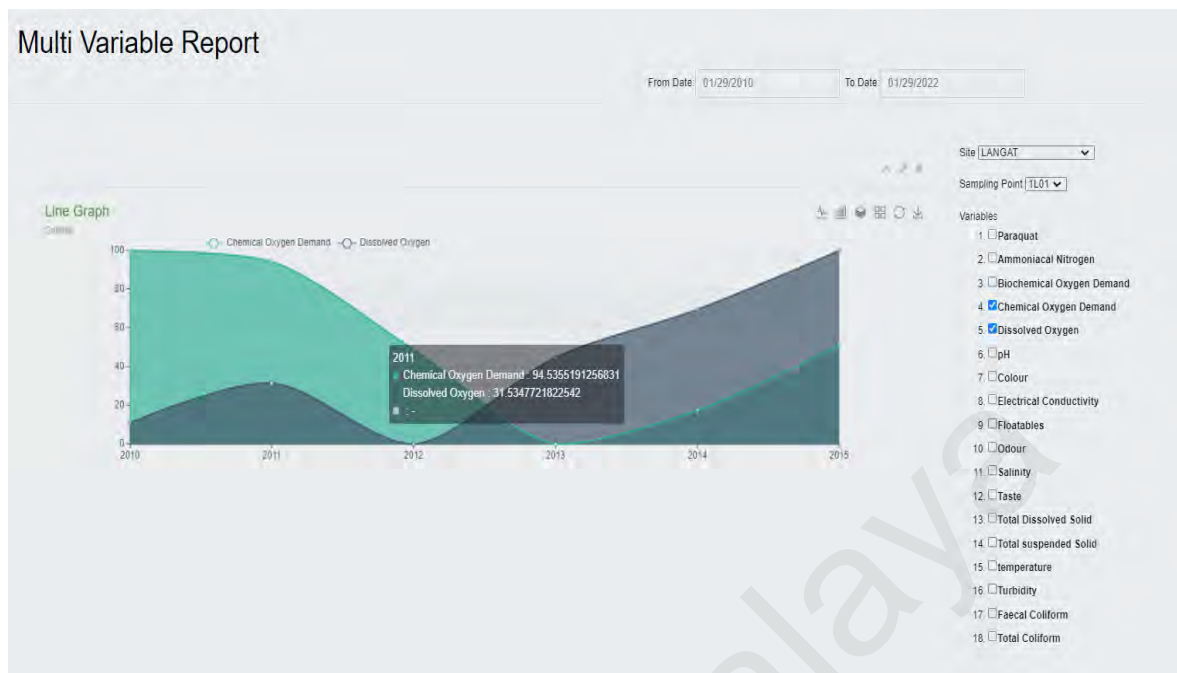 Multi Variable Report
From Date 01/29/2010 To Date 01/29/2022
Site LANGAT
Sampling Point 1L01
Line Graph
Chemical Oxygen Demand Dissolved Oxygen
100
80
60
40
20
0
2010 2011 2012 2013 2014 2015
2011
Chemical Oxygen Demand : 94.5355191256831
Dissolved Oxygen : 31.5347721822542
: -
Variables
1. Paraquat
2. Ammoniacal Nitrogen
3. Biochemical Oxygen Demand
4. Chemical Oxygen Demand
5. Dissolved Oxygen
6. pH
7. Colour
8. Electrical Conductivity
9. Floatables
10. Odour
11. Salinity
12. Taste
13. Total Dissolved Solid
14. Total suspended Solid
15. temperature
16. Turbidity
17. Faecal Coliform
18. Total Coliform
alaya